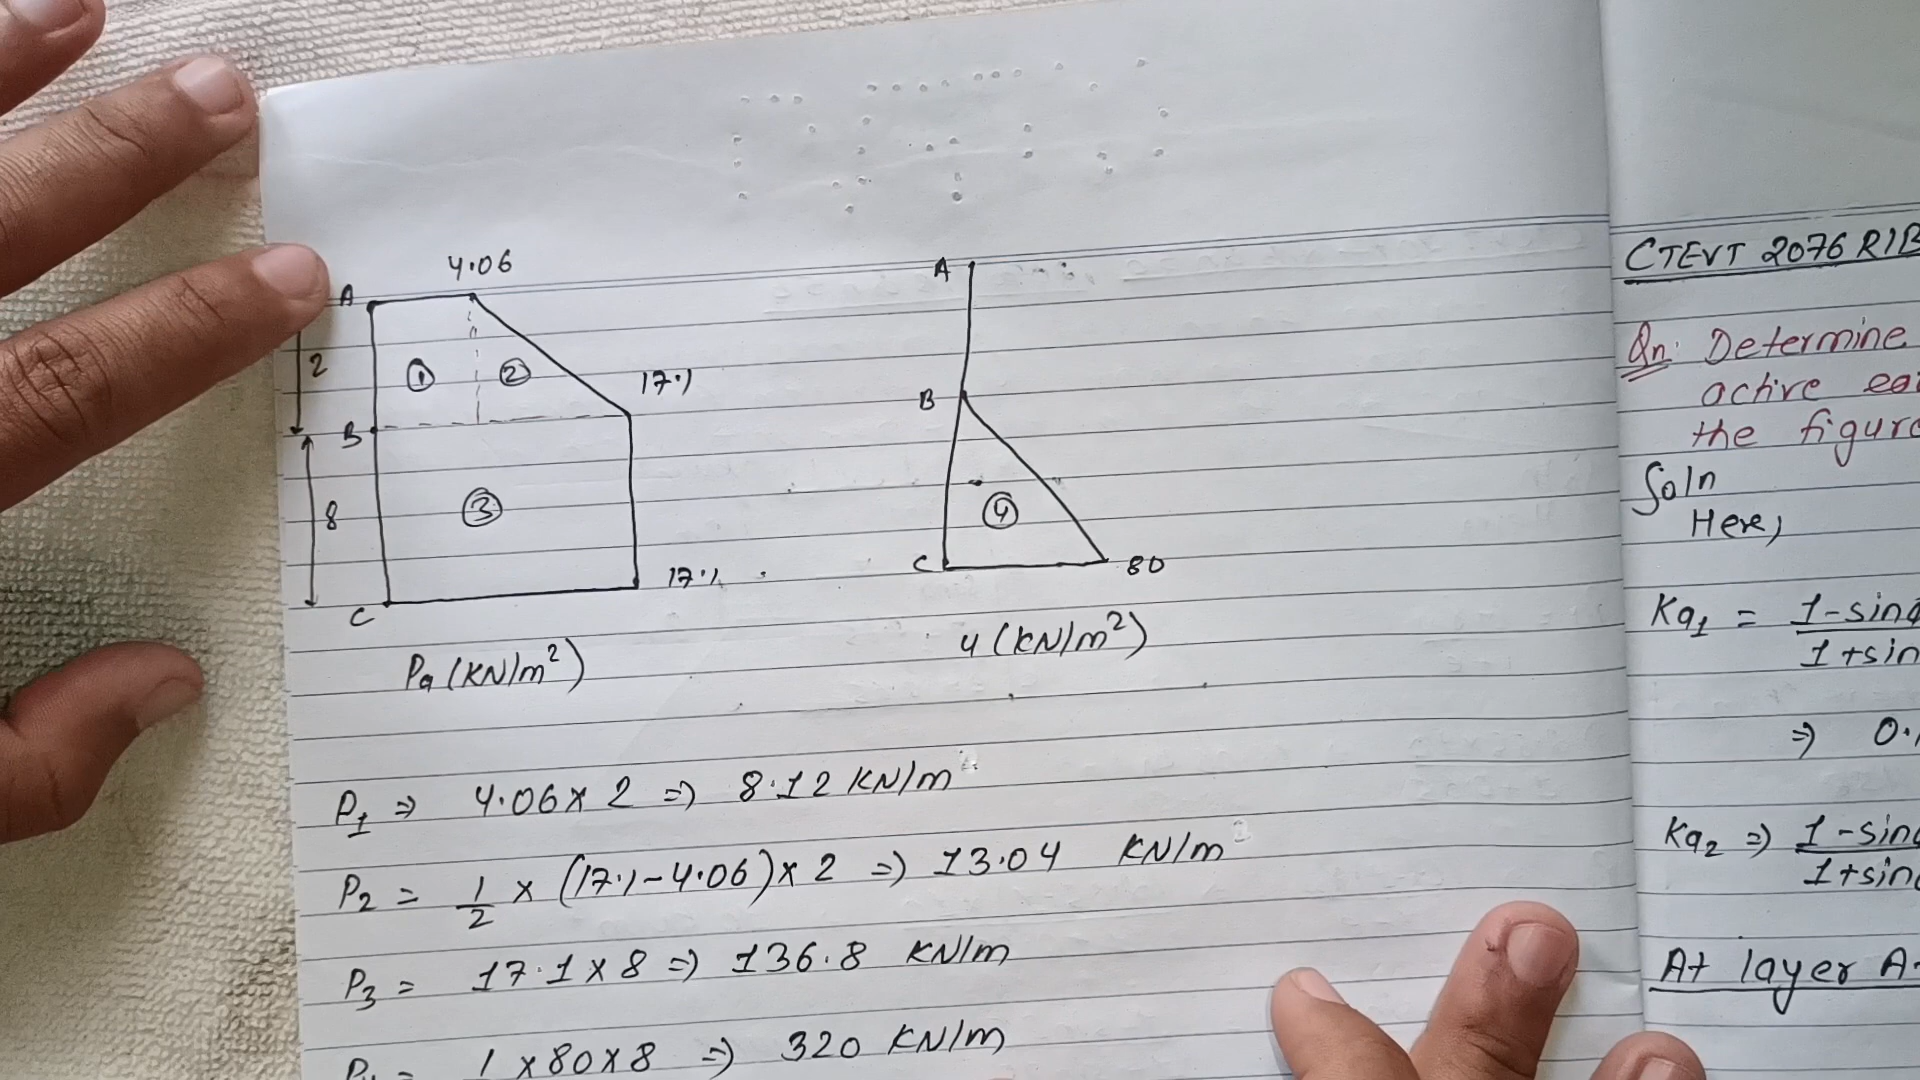 4.06
A
2
①
②
17.1
B
8
③
17.1
C
Pa (KN/m²)
A
B
④
C
80
u (KN/m²)
P1 ⇒ 4.06 × 2 ⇒ 8.12 KN/m
P2 = 1/2 × (17.1-4.06) × 2 ⇒ 13.04 KN/m
P3 = 17.1 × 8 ⇒ 136.8 KN/m
1 × 80 × 8 ⇒ 320 KN/m
CTEVT 2076 R/B
Qn. Determine
active
the figure
Soln
Here,
Ka1 = 1-sin
1+sin
⇒ 0.
Ka2 ⇒ 1-sin
1+sin
At layer A-